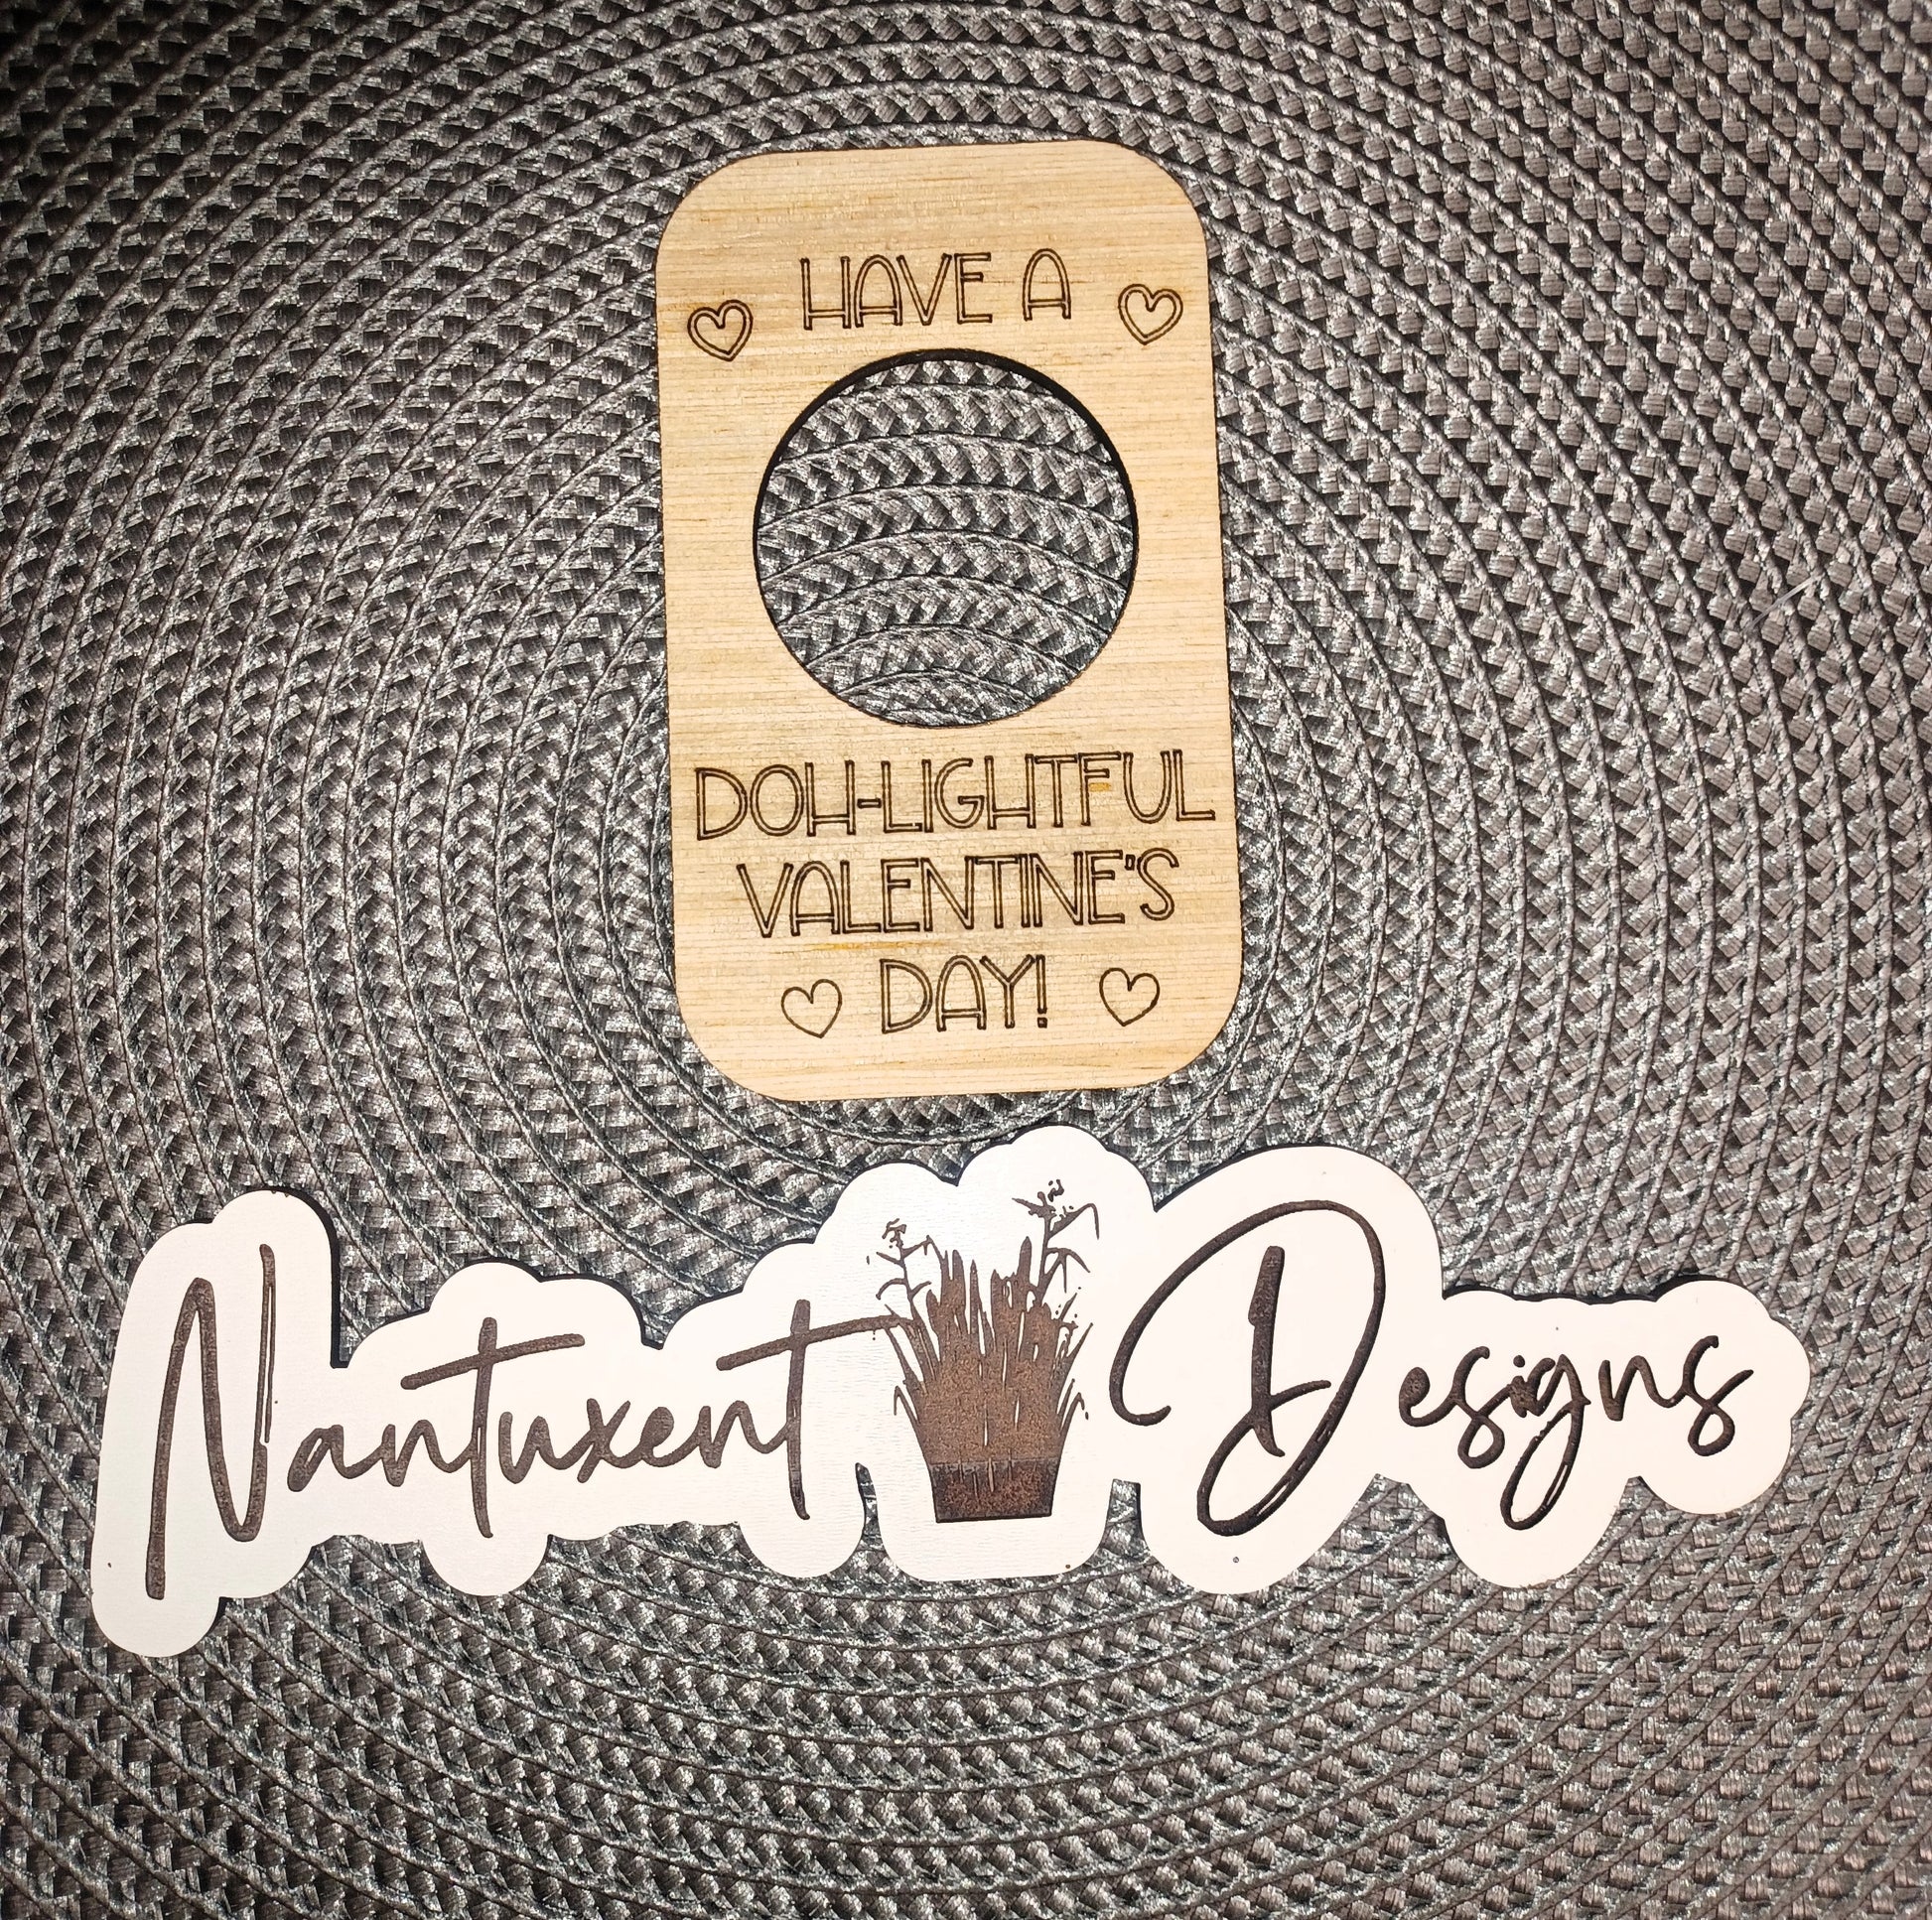 HAVE A
DOH-LIGHTFUL
VALENTINE'S
DAY!
Nantuxent Designs